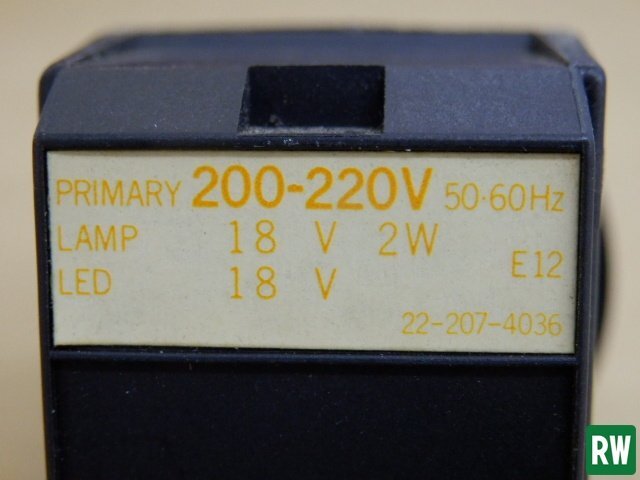 PRIMARY 200-220V 50·60Hz
LAMP 18 V 2W
LED 18 V
E12
22-207-4036
RW